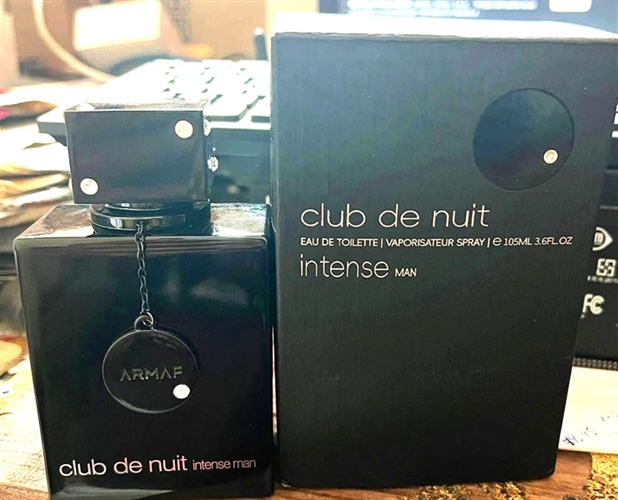 club de nuit
EAU DE TOILETTE | VAPORISATEUR SPRAY | e 105ML 3.6FL.OZ
intense MAN
ARMAF
club de nuit intense man
FC